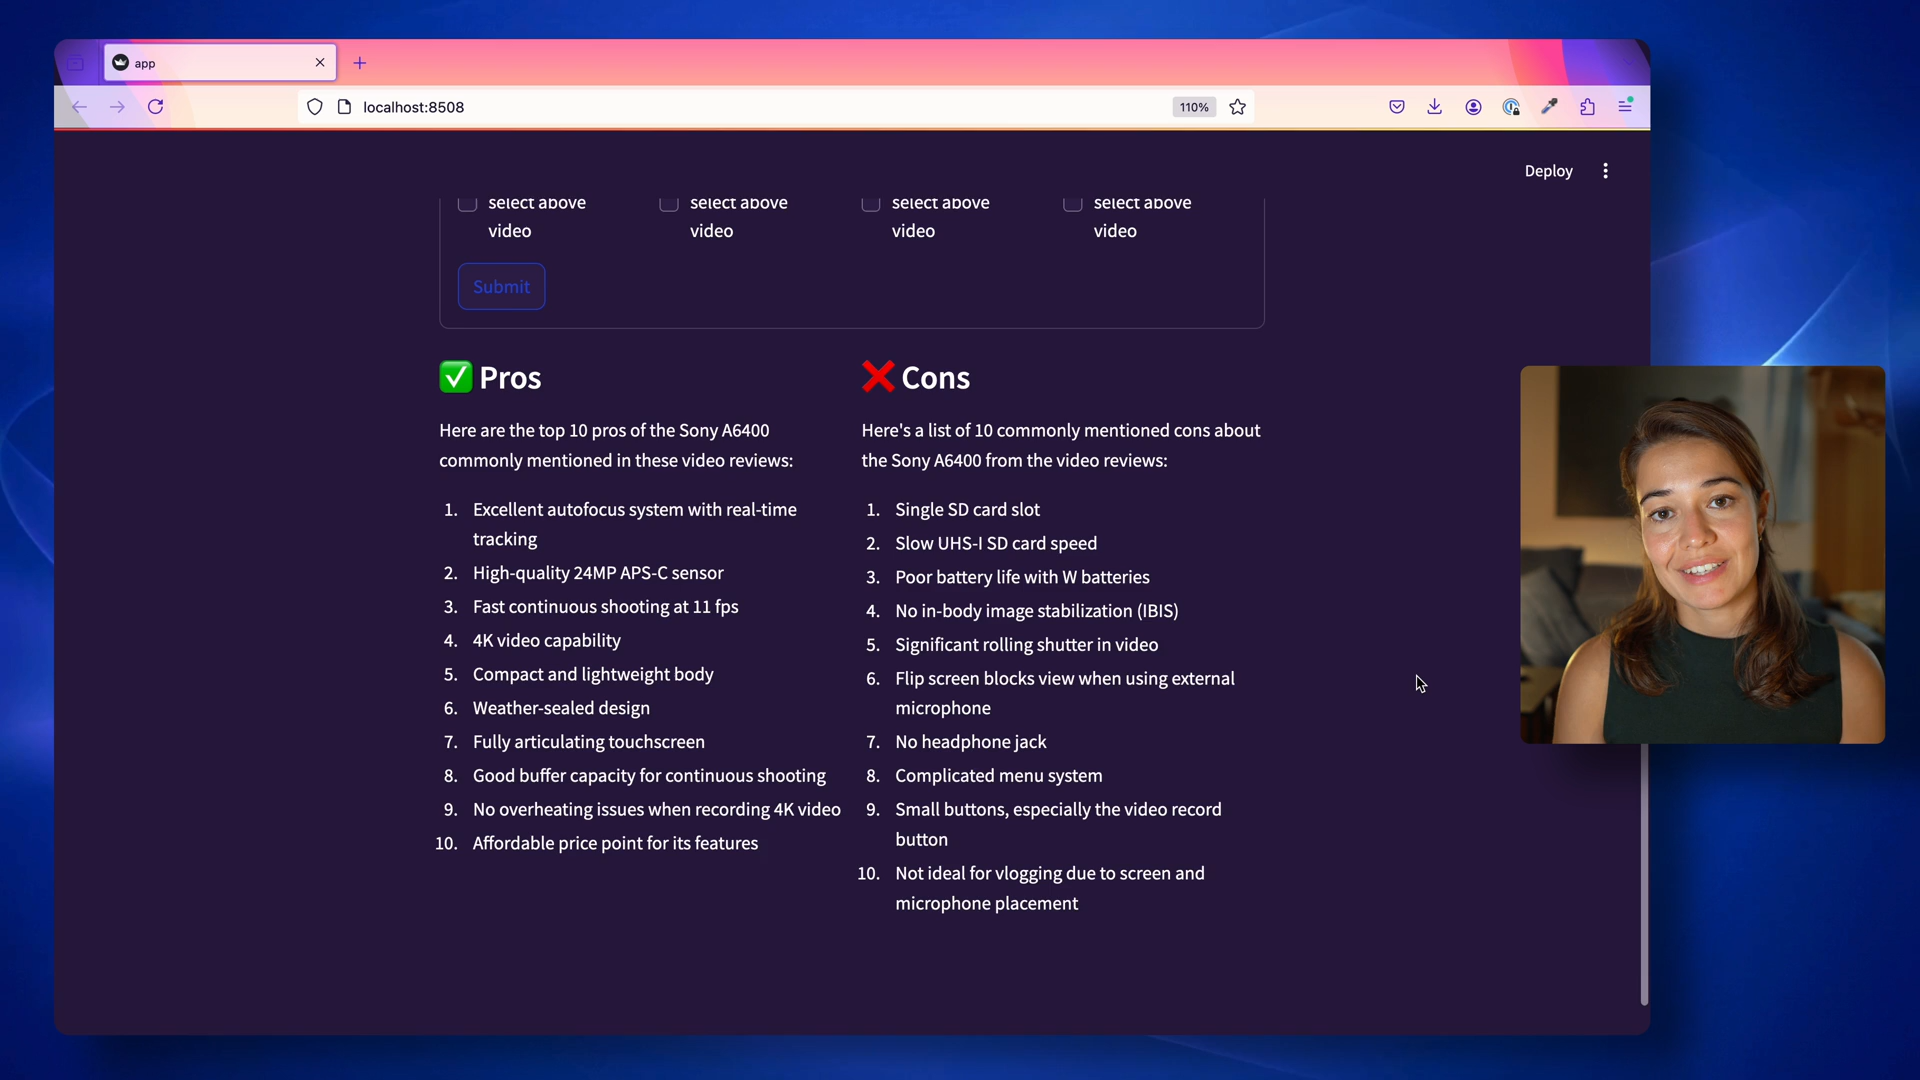 app
localhost:8508
110%
Deploy
select above
video
select above
video
select above
video
select above
video
Submit
✅ Pros
Here are the top 10 pros of the Sony A6400
commonly mentioned in these video reviews:
1. Excellent autofocus system with real-time
tracking
2. High-quality 24MP APS-C sensor
3. Fast continuous shooting at 11 fps
4. 4K video capability
5. Compact and lightweight body
6. Weather-sealed design
7. Fully articulating touchscreen
8. Good buffer capacity for continuous shooting
9. No overheating issues when recording 4K video
10. Affordable price point for its features
❌ Cons
Here's a list of 10 commonly mentioned cons about
the Sony A6400 from the video reviews:
1. Single SD card slot
2. Slow UHS-I SD card speed
3. Poor battery life with W batteries
4. No in-body image stabilization (IBIS)
5. Significant rolling shutter in video
6. Flip screen blocks view when using external
microphone
7. No headphone jack
8. Complicated menu system
9. Small buttons, especially the video record
button
10. Not ideal for vlogging due to screen and
microphone placement